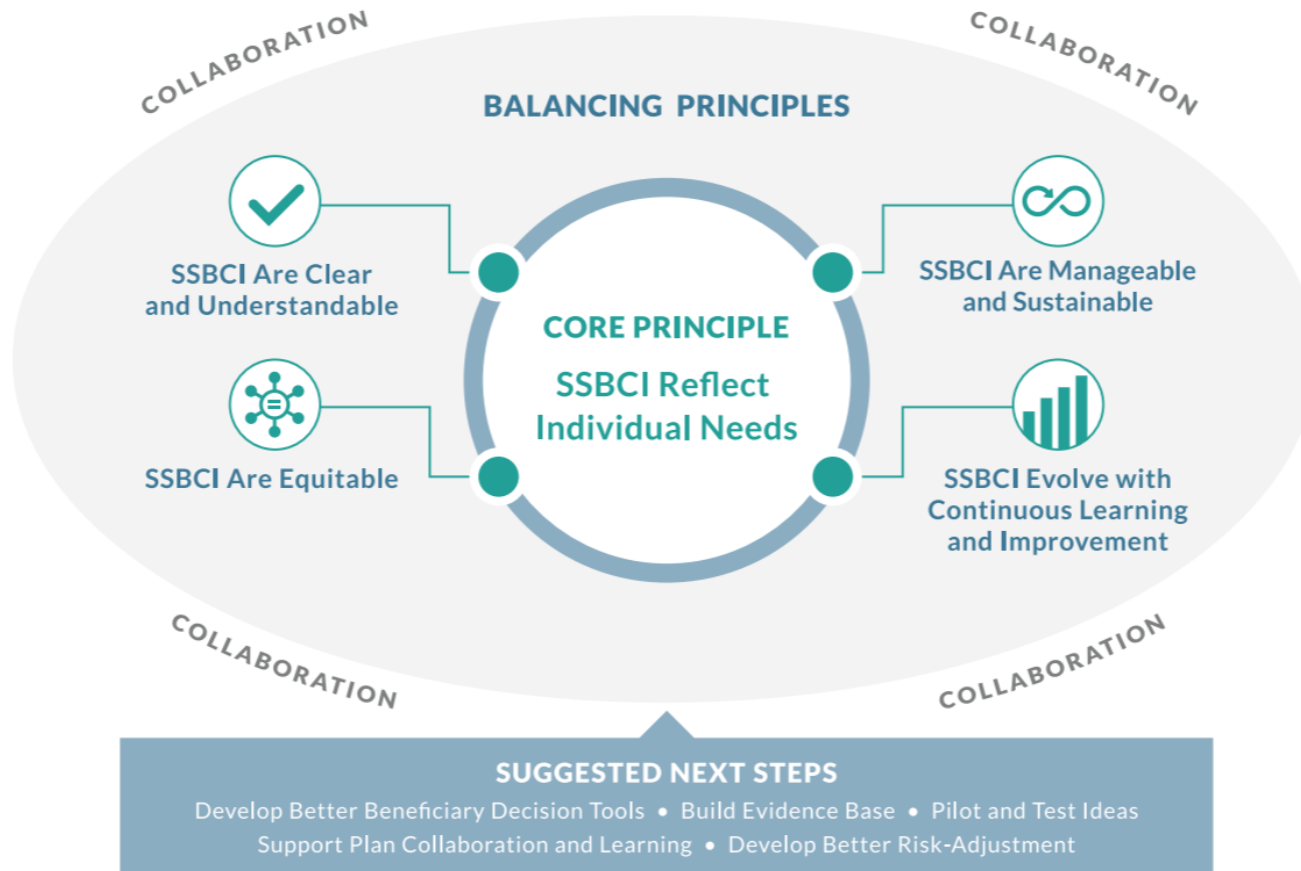 COLLABORATION
COLLABORATION
BALANCING PRINCIPLES
SSBCI Are Clear
and Understandable
SSBCI Are Manageable
and Sustainable
CORE PRINCIPLE
SSBCI Reflect
Individual Needs
SSBCI Are Equitable
SSBCI Evolve with
Continuous Learning
and Improvement
COLLABORATION
COLLABORATION
SUGGESTED NEXT STEPS
Develop Better Beneficiary Decision Tools • Build Evidence Base • Pilot and Test Ideas
Support Plan Collaboration and Learning • Develop Better Risk-Adjustment